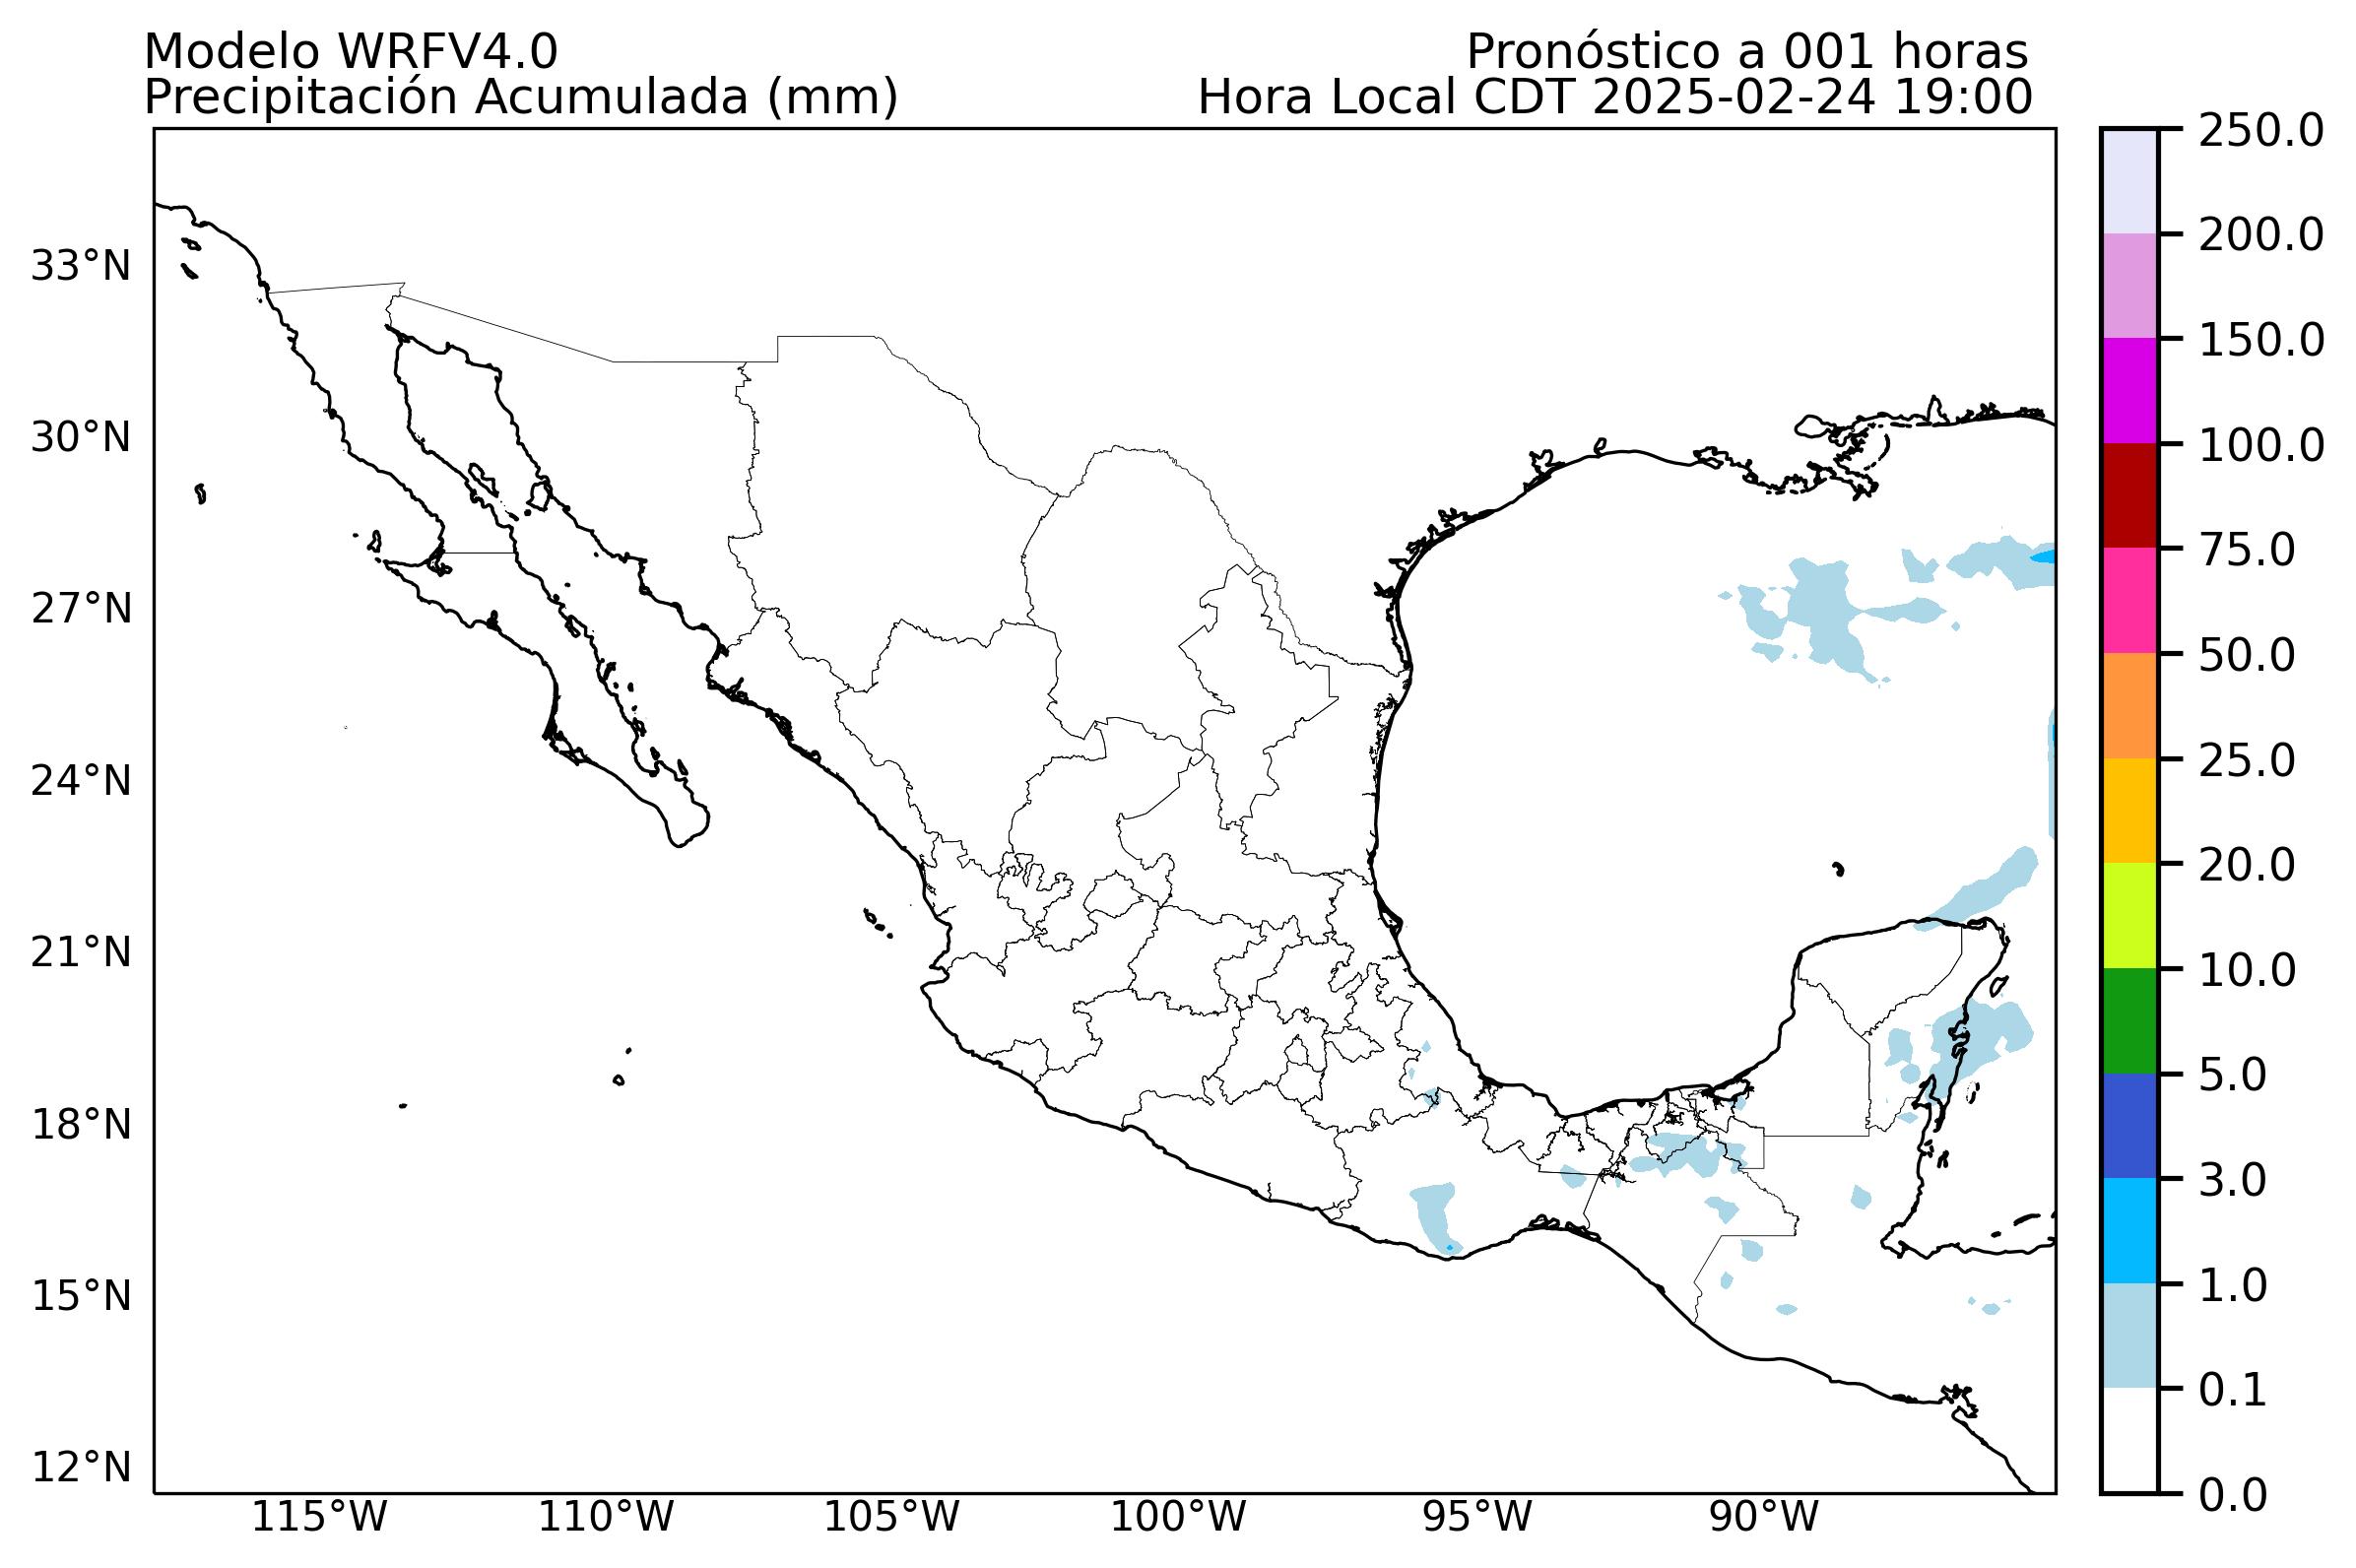 Modelo WRFV4.0
Precipitación Acumulada (mm)
Pronóstico a 001 horas
Hora Local CDT 2025-02-24 19:00
33°N
30°N
27°N
24°N
21°N
18°N
15°N
12°N
115°W
110°W
105°W
100°W
95°W
90°W
250.0
200.0
150.0
100.0
75.0
50.0
25.0
20.0
10.0
5.0
3.0
1.0
0.1
0.0